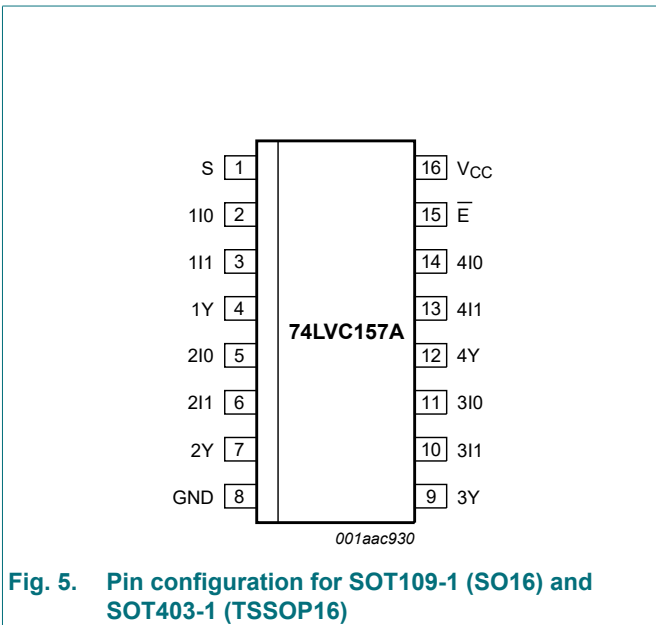 S 1 16 VCC
1I0 2 15 E̅
1I1 3 14 4I0
1Y 4 13 4I1
74LVC157A
2I0 5 12 4Y
2I1 6 11 3I0
2Y 7 10 3I1
GND 8 9 3Y
001aac930
Fig. 5. Pin configuration for SOT109-1 (SO16) and
SOT403-1 (TSSOP16)